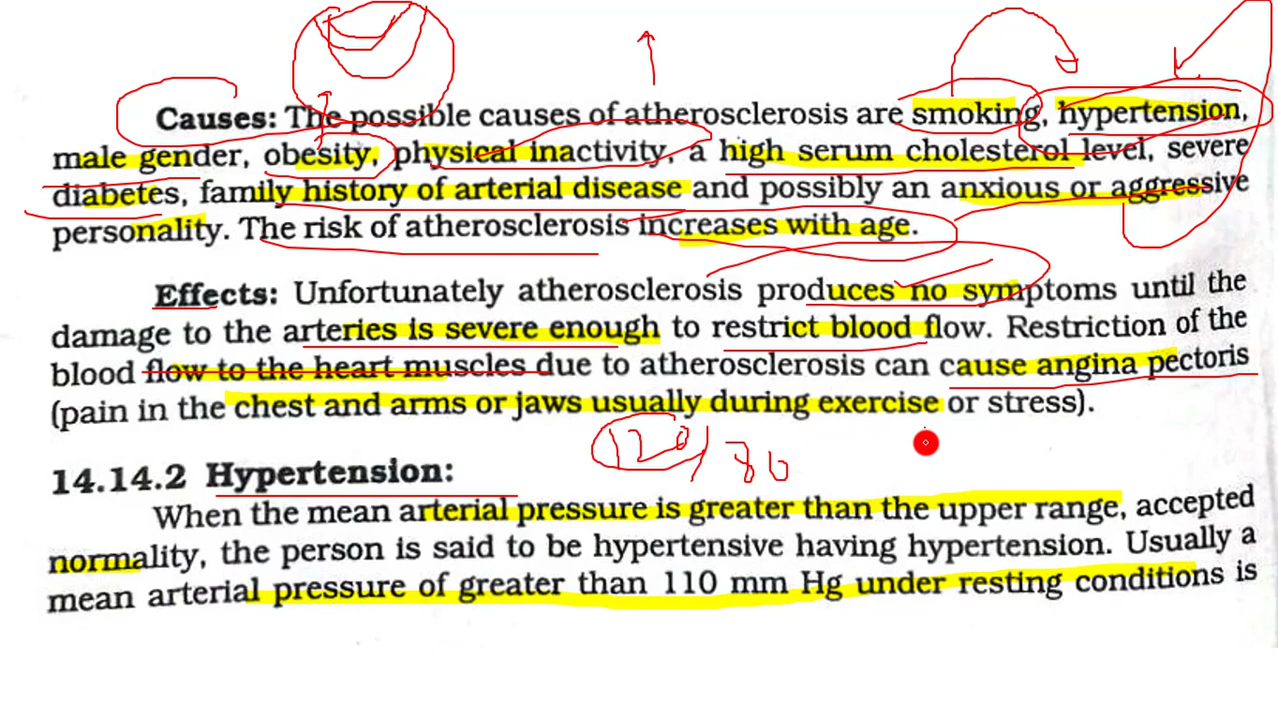 Causes: The possible causes of atherosclerosis are smoking, hypertension,
male gender, obesity, physical inactivity, a high serum cholesterol level, severe
diabetes, family history of arterial disease and possibly an anxious or aggressive
personality. The risk of atherosclerosis increases with age.
Effects: Unfortunately atherosclerosis produces no symptoms until the
damage to the arteries is severe enough to restrict blood flow. Restriction of the
blood flow to the heart muscles due to atherosclerosis can cause angina pectoris
(pain in the chest and arms or jaws usually during exercise or stress).
120/80
14.14.2 Hypertension:
When the mean arterial pressure is greater than the upper range, accepted
normality, the person is said to be hypertensive having hypertension. Usually a
mean arterial pressure of greater than 110 mm Hg under resting conditions is